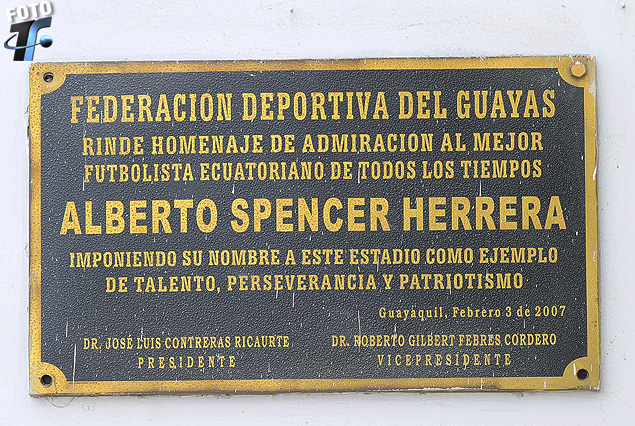 FOTO
FEDERACION DEPORTIVA DEL GUAYAS
RINDE HOMENAJE DE ADMIRACION AL MEJOR
FUTBOLISTA ECUATORIANO DE TODOS LOS TIEMPOS
ALBERTO SPENCER HERRERA
IMPONIENDO SU NOMBRE A ESTE ESTADIO COMO EJEMPLO
DE TALENTO, PERSEVERANCIA Y PATRIOTISMO
Guayaquil, Febrero 3 de 2007
DR. JOSÉ LUIS CONTRERAS RICAURTE DR. ROBERTO GILBERT FEBRES CORDERO
PRESIDENTE VICEPRESIDENTE